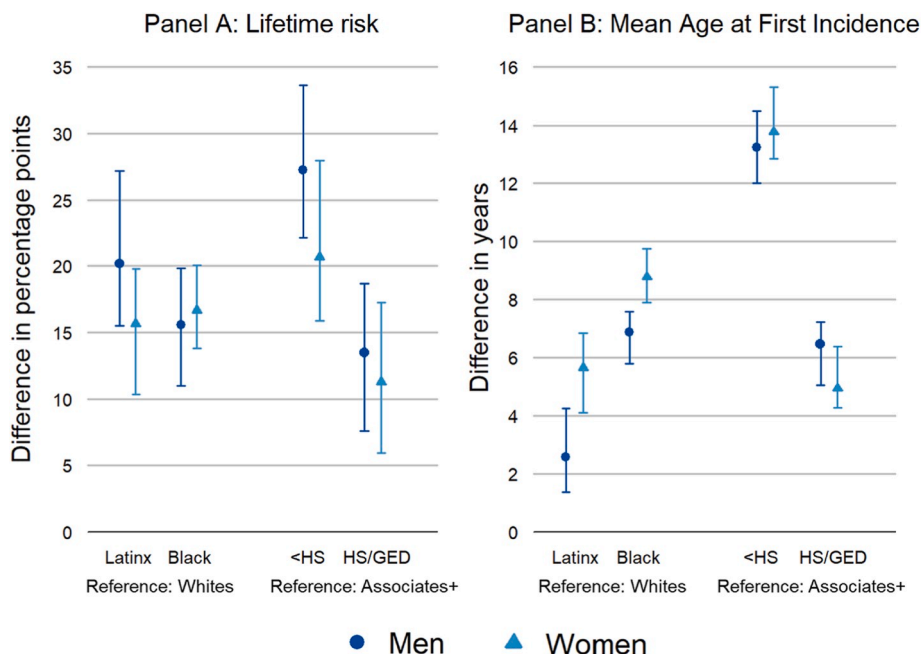 Panel A: Lifetime risk
Difference in percentage points
35
30
25
20
15
10
5
0
Latinx Black <HS HS/GED
Reference: Whites Reference: Associates+
Panel B: Mean Age at First Incidence
Difference in years
16
14
12
10
8
6
4
2
0
Latinx Black <HS HS/GED
Reference: Whites Reference: Associates+
Men Women